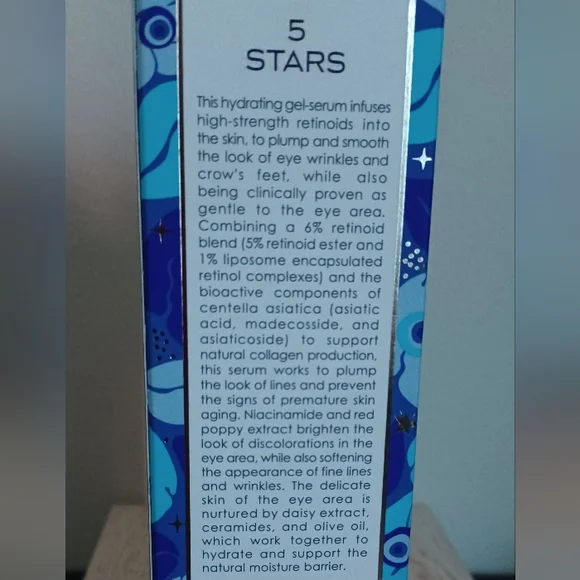 5
STARS
This hydrating gel-serum infuses
high-strength retinoids into
the skin, to plump and smooth
the look of eye wrinkles and
crow's feet, while also
being clinically proven as
gentle to the eye area.
Combining a 6% retinoid
blend (5% retinoid ester and
1% liposome encapsulated
retinol complexes) and the
bioactive components of
centella asiatica (asiatic
acid, madecosside, and
asiaticoside) to support
natural collagen production,
this serum works to plump
the look of lines and prevent
the signs of premature skin
aging. Niacinamide and red
poppy extract brighten the
look of discolorations in the
eye area, while also softening
the appearance of fine lines
and wrinkles. The delicate
skin of the eye area is
nurtured by daisy extract,
ceramides, and olive oil,
which work together to
hydrate and support the
natural moisture barrier.